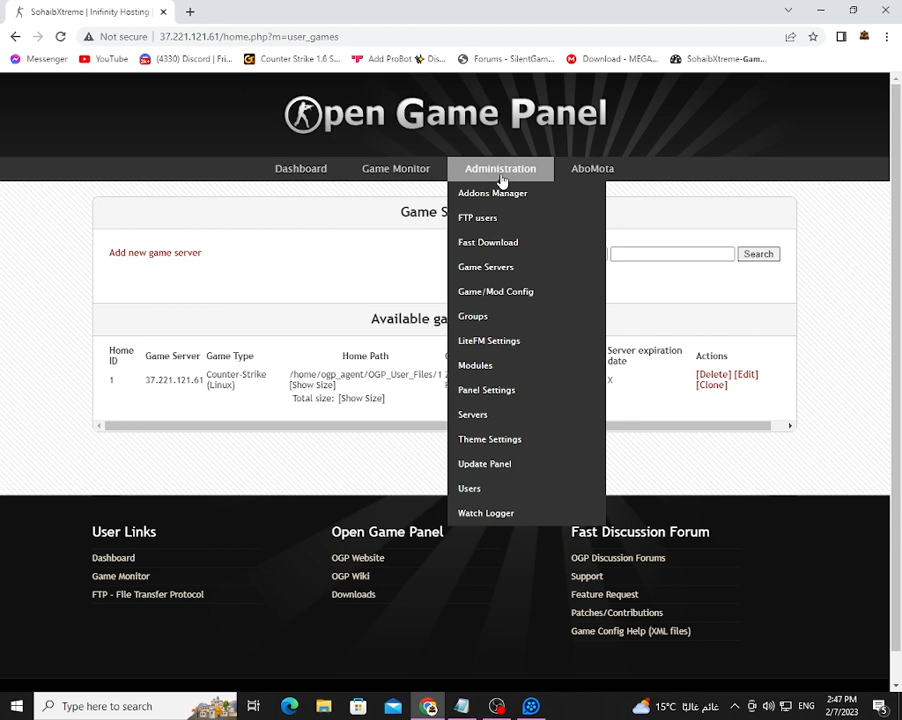 SohaibXtreme | Inifinity Hosting
Not secure | 37.221.121.61/home.php?m=user_games
Messenger
YouTube
(4330) Discord | Fri...
Counter Strike 1.6 S...
Add ProBot Dis...
Forums - SilentGam...
Download - MEGA...
SohaibXtreme-Gam...
Open Game Panel
Dashboard
Game Monitor
Administration
AboMota
Addons Manager
FTP users
Fast Download
Game Servers
Game/Mod Config
Groups
LiteFM Settings
Modules
Panel Settings
Servers
Theme Settings
Update Panel
Users
Watch Logger
Game S
Add new game server
Search
Available ga
Home ID
Game Server
Game Type
Home Path
Server expiration date
Actions
1
37.221.121.61
Counter-Strike (Linux)
/home/ogp_agent/OGP_User_Files/1
[Show Size]
Total size: [Show Size]
X
[Delete] [Edit]
[Clone]
User Links
Dashboard
Game Monitor
FTP - File Transfer Protocol
Open Game Panel
OGP Website
OGP Wiki
Downloads
Fast Discussion Forum
OGP Discussion Forums
Support
Feature Request
Patches/Contributions
Game Config Help (XML files)
Type here to search
15°C غائم غالبًا
ENG
2:47 PM
2/7/2023
5